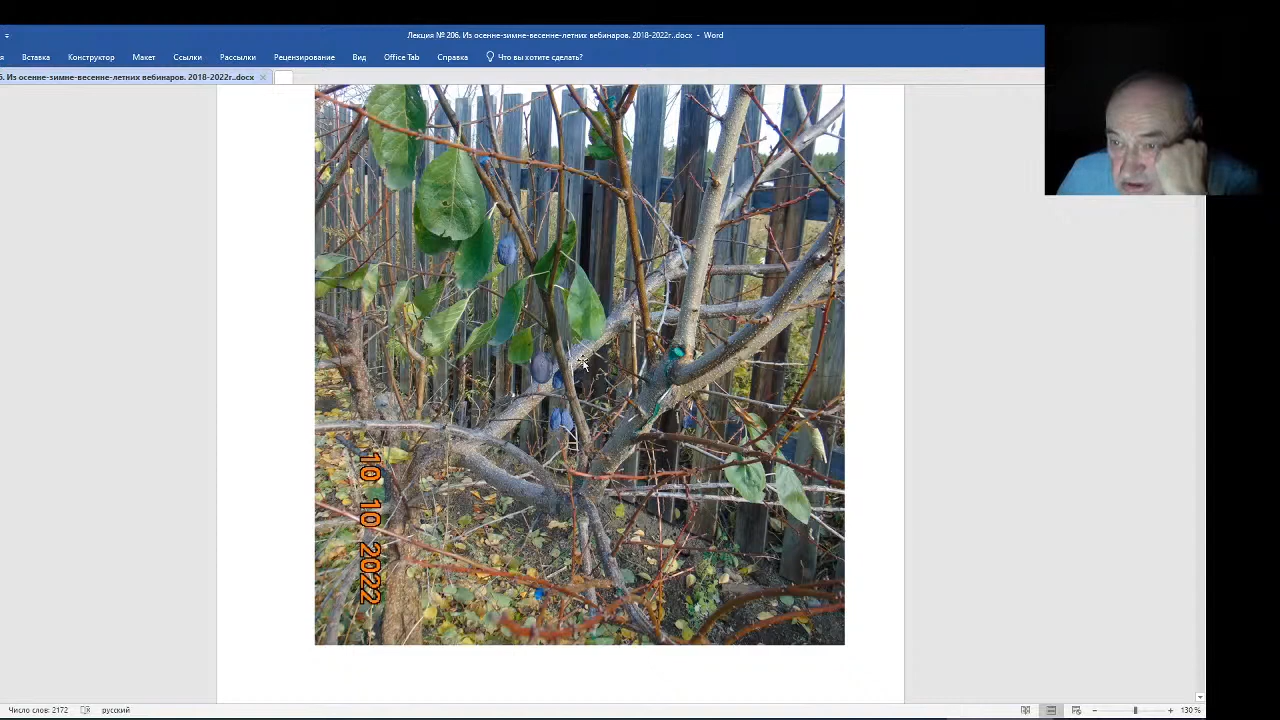 Лекция № 206. Из осенне-зимне-весенне-летних вебинаров. 2018-2022г..docx - Word
Вставка Конструктор Макет Ссылки Рассылки Рецензирование Вид Office Tab Справка Что вы хотите сделать?
6. Из осенне-зимне-весенне-летних вебинаров. 2018-2022г..docx
10 10 2022
Число слов: 2172 русский 130 %